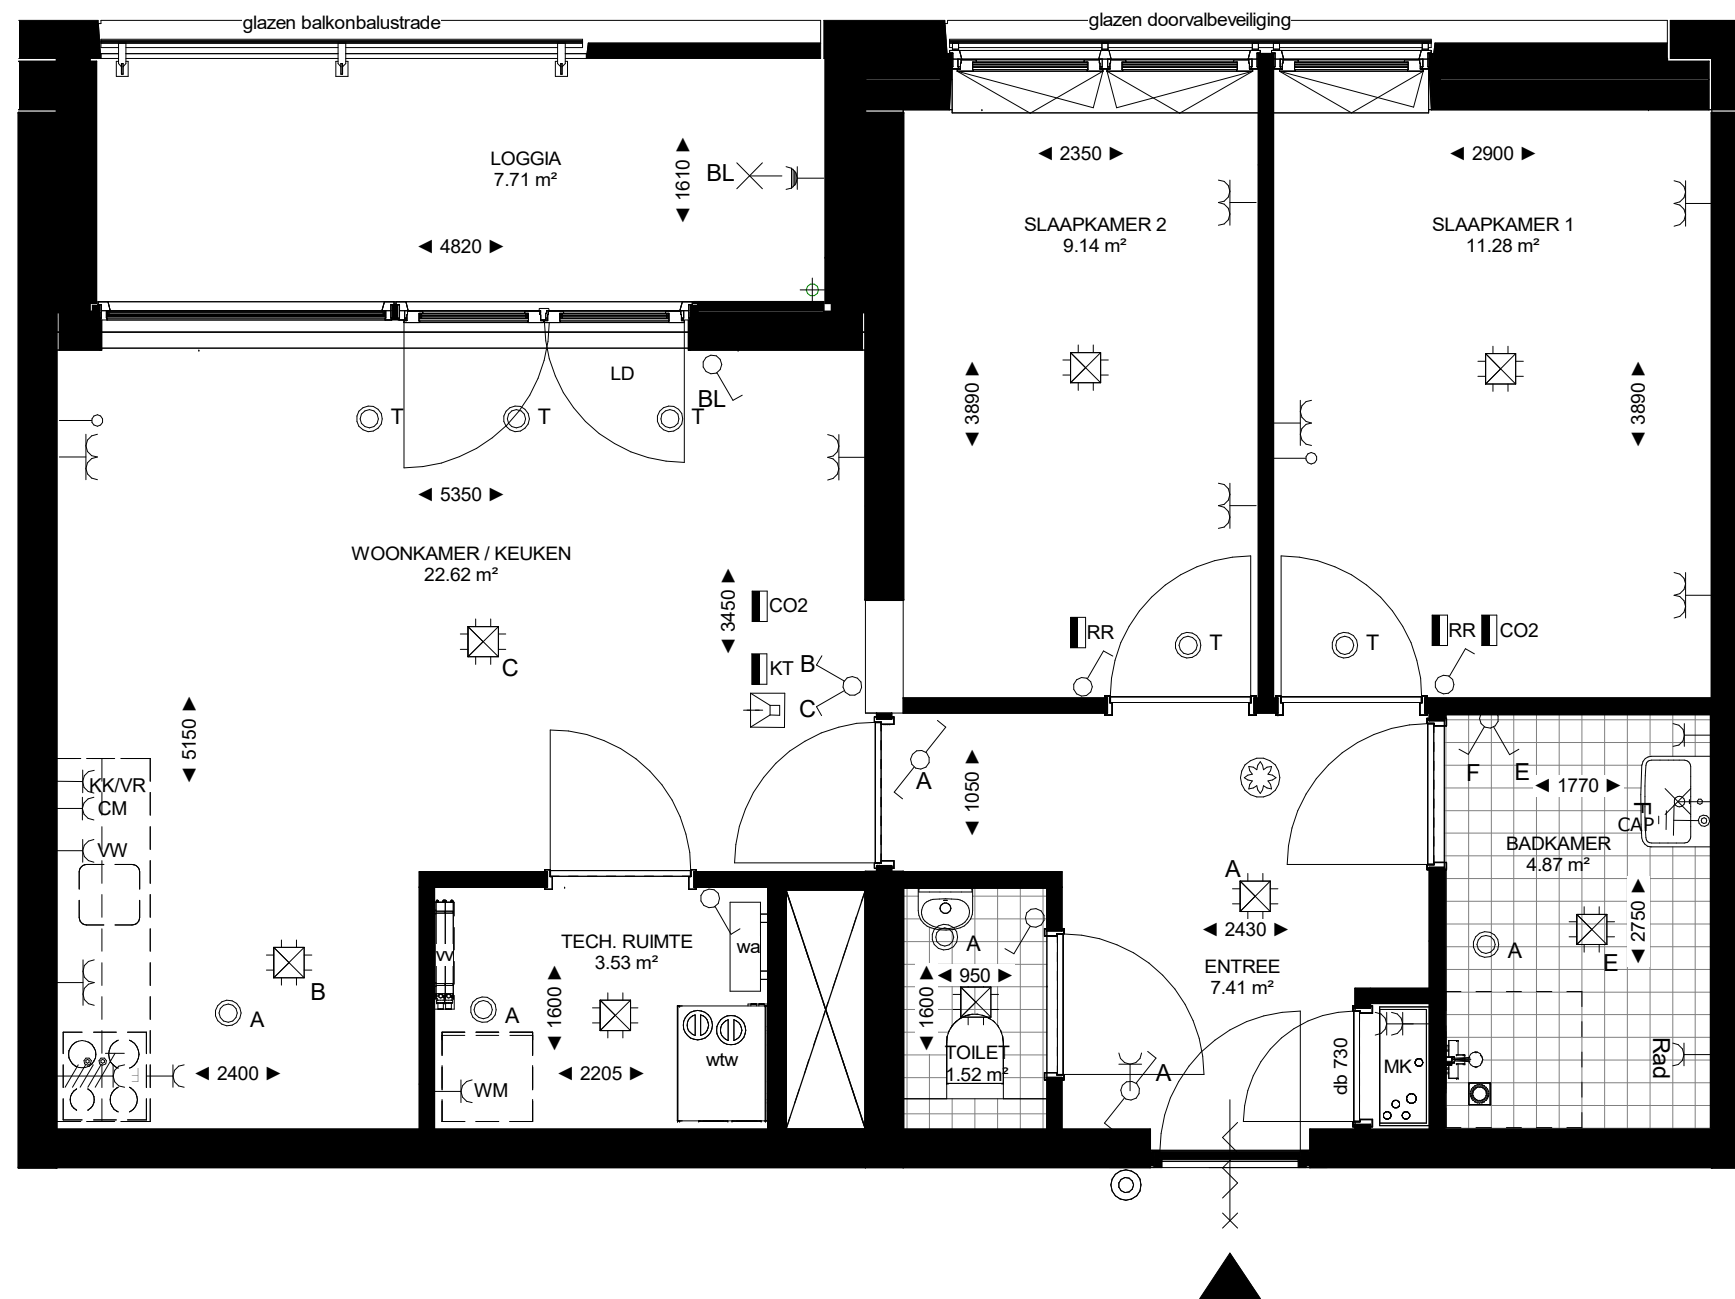 glazen balkonbalustrade
glazen doorvalbeveiliging
LOGGIA
7.71 m²
1610
BL
4820
2350
2900
SLAAPKAMER 2
9.14 m²
SLAAPKAMER 1
11.28 m²
3890
3890
LD
BL
T
T
T
5350
WOONKAMER / KEUKEN
22.62 m²
3450
CO2
KT
B
C
C
RR
T
T
RR
CO2
5150
A
1050
F
E
1770
F
CAP
BADKAMER
4.87 m²
2750
A
E
Rad
KK/VR
CM
VW
B
A
2400
TECH. RUIMTE
3.53 m²
VV
wa
A
1600
wtw
WM
2205
A
950
1600
TOILET
1.52 m²
A
2430
ENTREE
7.41 m²
A
db 730
MK